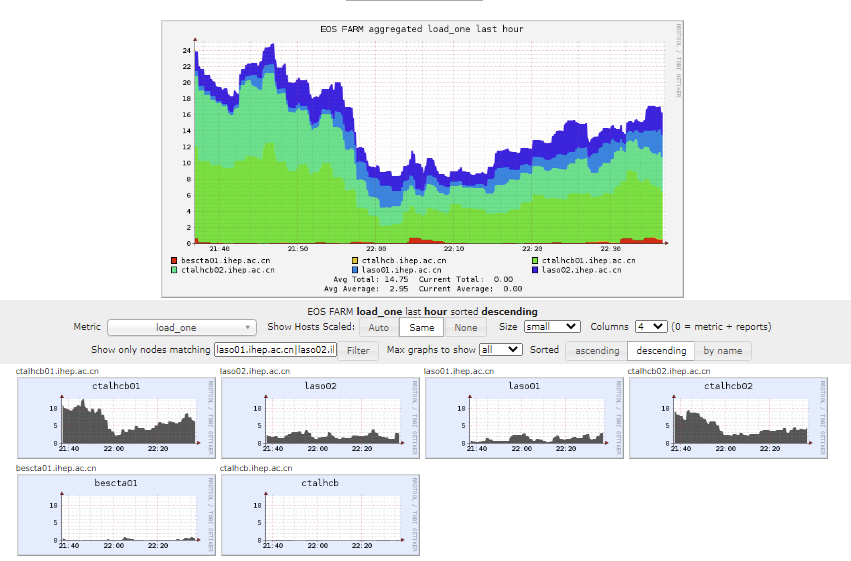 EOS FARM aggregated load_one last hour
RRDTOOL / TOBI OETIKER
24
22
20
18
16
14
12
10
8
6
4
2
0
21:40 21:50 22:00 22:10 22:20 22:30
bescta01.ihep.ac.cn ctalhcb.ihep.ac.cn ctalhcb01.ihep.ac.cn
ctalhcb02.ihep.ac.cn laso01.ihep.ac.cn laso02.ihep.ac.cn
Avg Total: 14.75 Current Total: 0.00
Avg Average: 2.95 Current Average: 0.00
EOS FARM load_one last hour sorted descending
Metric load_one Show Hosts Scaled: Auto Same None Size small Columns 4 (0 = metric + reports)
Show only nodes matching laso01.ihep.ac.cn|laso02.il Filter Max graphs to show all Sorted ascending descending by name
ctalhcb01.ihep.ac.cn laso02.ihep.ac.cn laso01.ihep.ac.cn ctalhcb02.ihep.ac.cn
ctalhcb01 laso02 laso01 ctalhcb02
RRDTOOL / TOBI OETIKER RRDTOOL / TOBI OETIKER RRDTOOL / TOBI OETIKER RRDTOOL / TOBI OETIKER
10 10 10 10
5 5 5 5
0 0 0 0
21:40 22:00 22:20 21:40 22:00 22:20 21:40 22:00 22:20 21:40 22:00 22:20
bescta01.ihep.ac.cn ctalhcb.ihep.ac.cn
bescta01 ctalhcb
RRDTOOL / TOBI OETIKER RRDTOOL / TOBI OETIKER
10 10
5 5
0 0
21:40 22:00 22:20 21:40 22:00 22:20